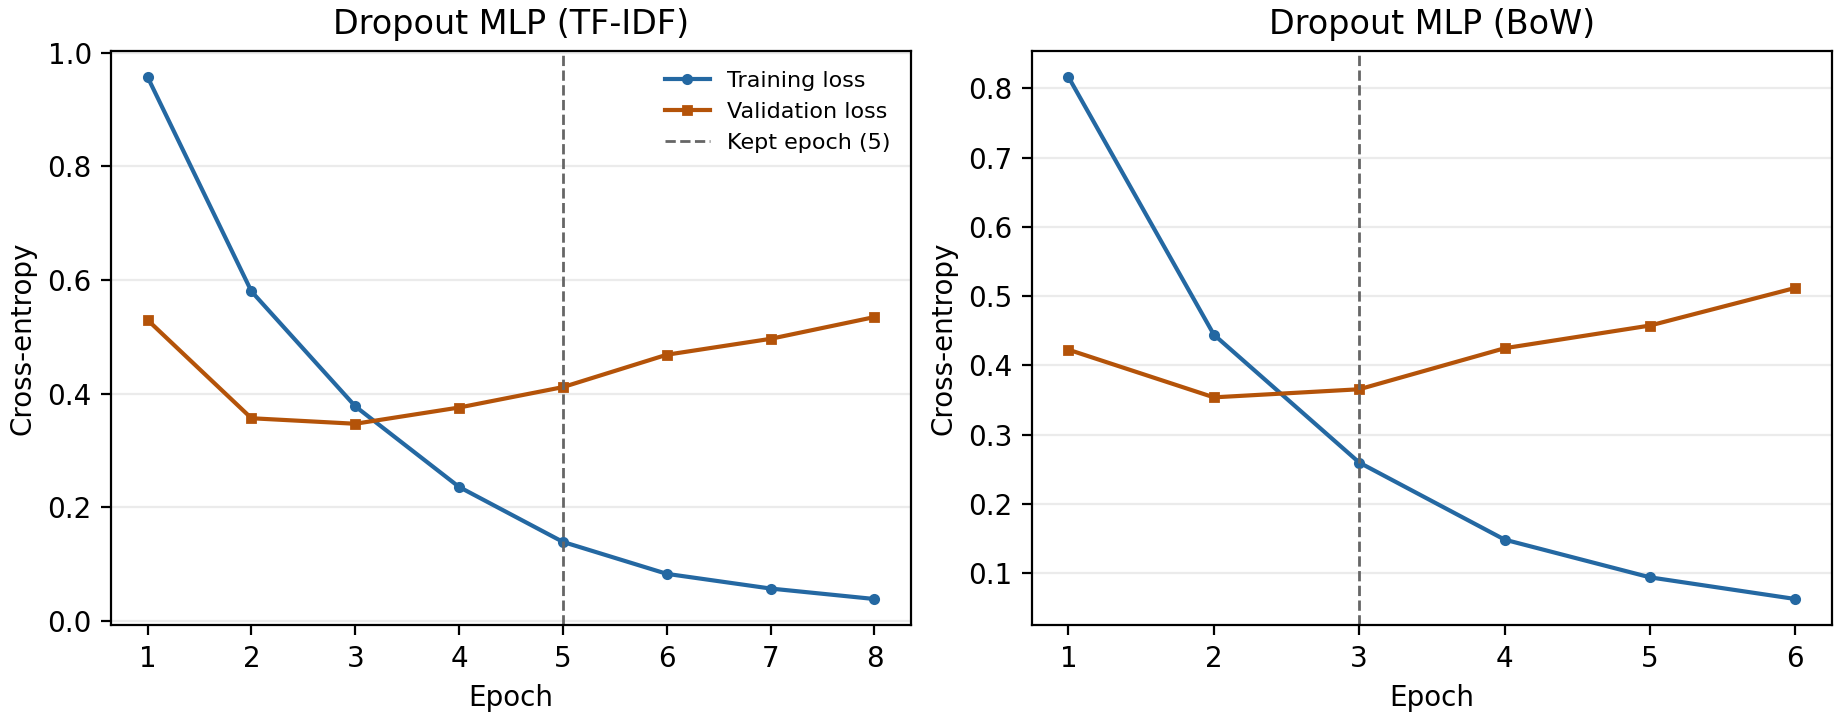 Dropout MLP (TF-IDF)
Cross-entropy
1.0
0.8
0.6
0.4
0.2
0.0
Training loss
Validation loss
Kept epoch (5)
1 2 3 4 5 6 7 8
Epoch
Dropout MLP (BoW)
Cross-entropy
0.8
0.7
0.6
0.5
0.4
0.3
0.2
0.1
1 2 3 4 5 6
Epoch